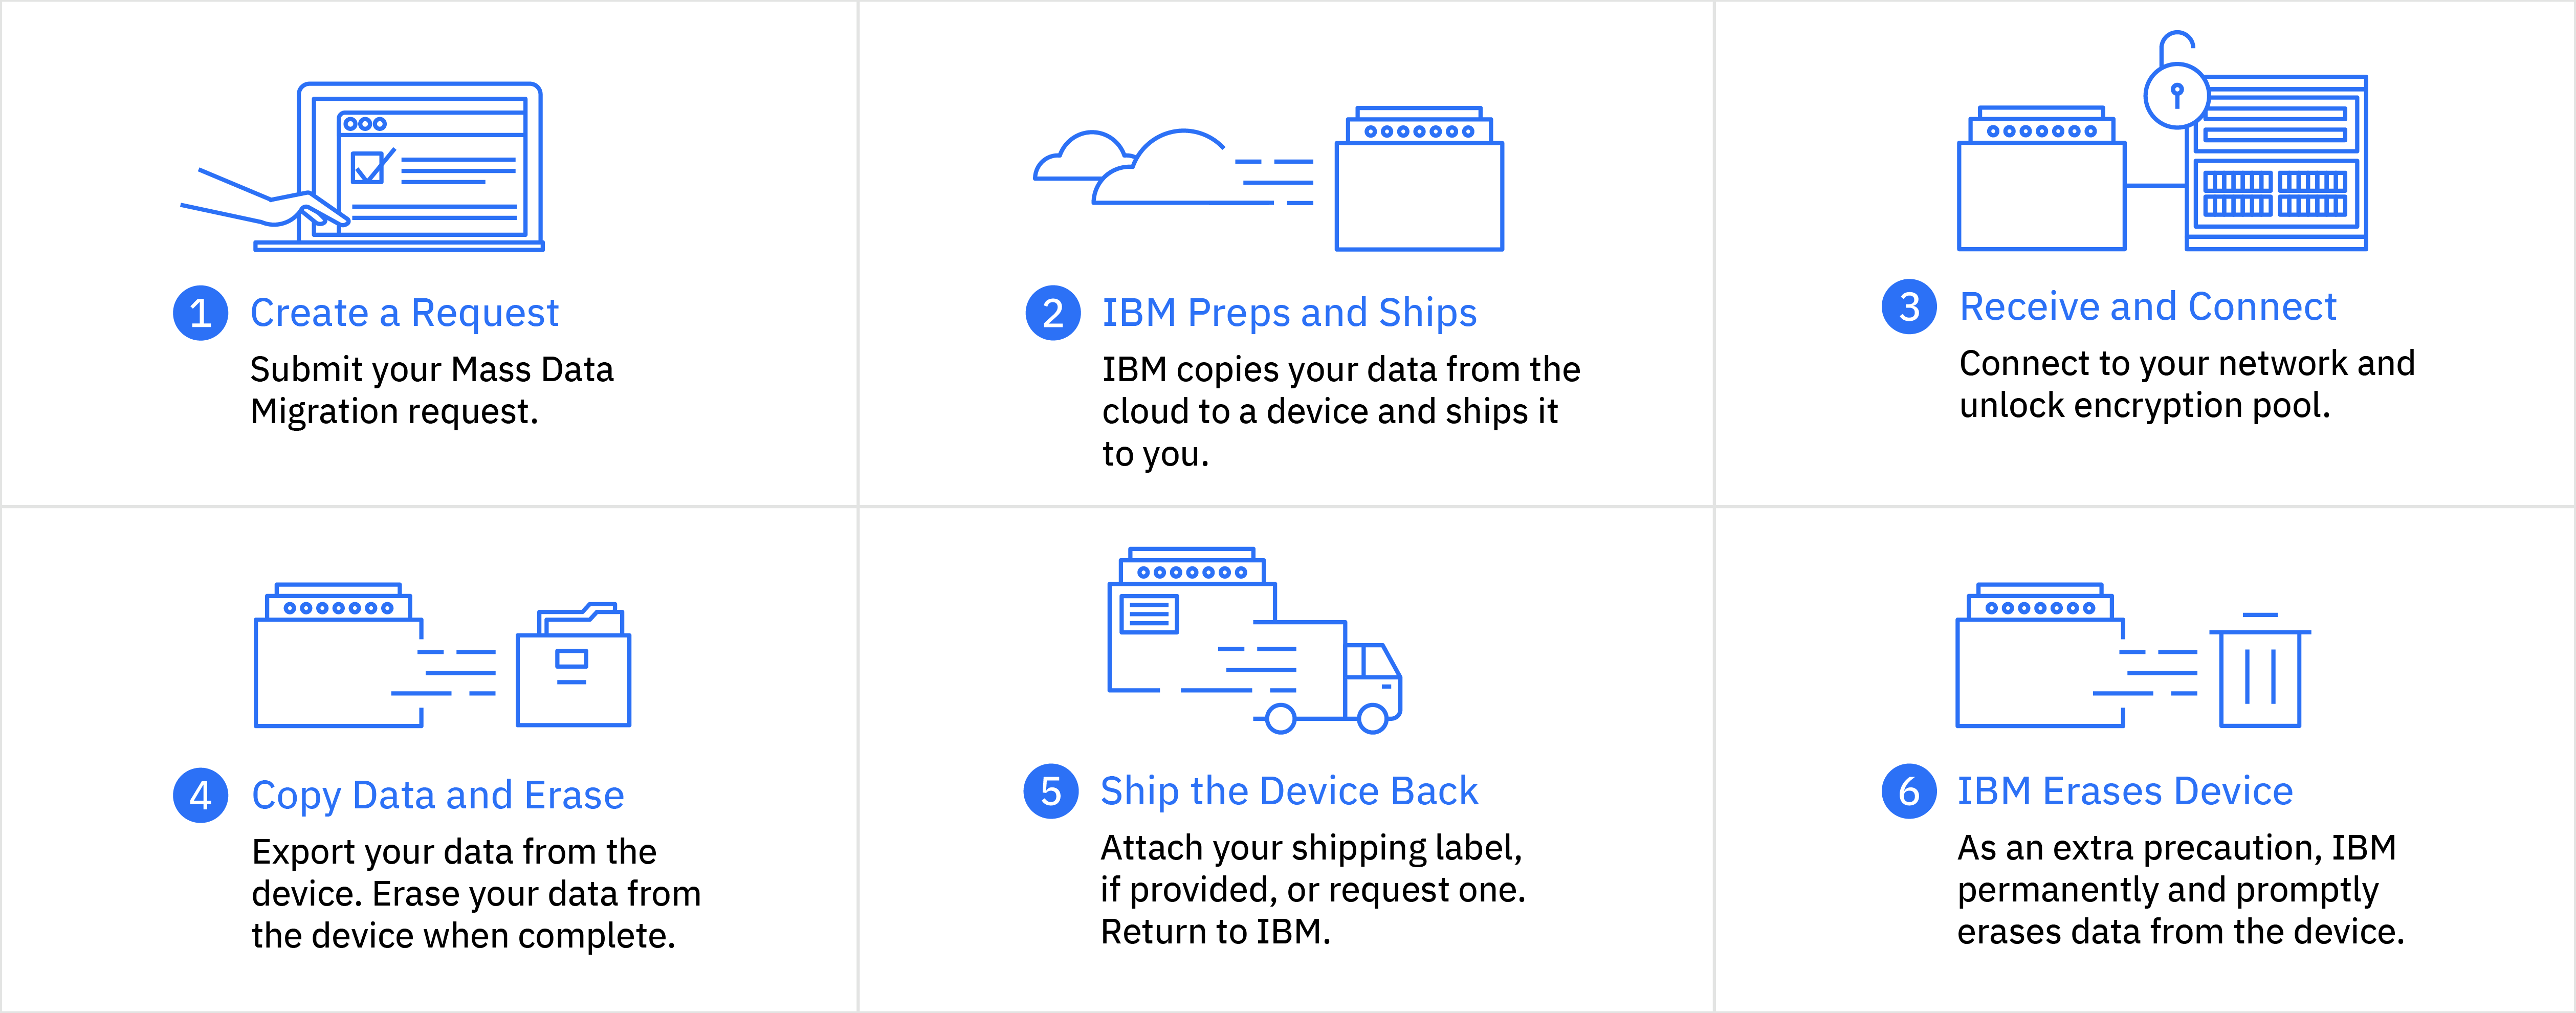 1 Create a Request
Submit your Mass Data
Migration request.
2 IBM Preps and Ships
IBM copies your data from the
cloud to a device and ships it
to you.
3 Receive and Connect
Connect to your network and
unlock encryption pool.
4 Copy Data and Erase
Export your data from the
device. Erase your data from
the device when complete.
5 Ship the Device Back
Attach your shipping label,
if provided, or request one.
Return to IBM.
6 IBM Erases Device
As an extra precaution, IBM
permanently and promptly
erases data from the device.